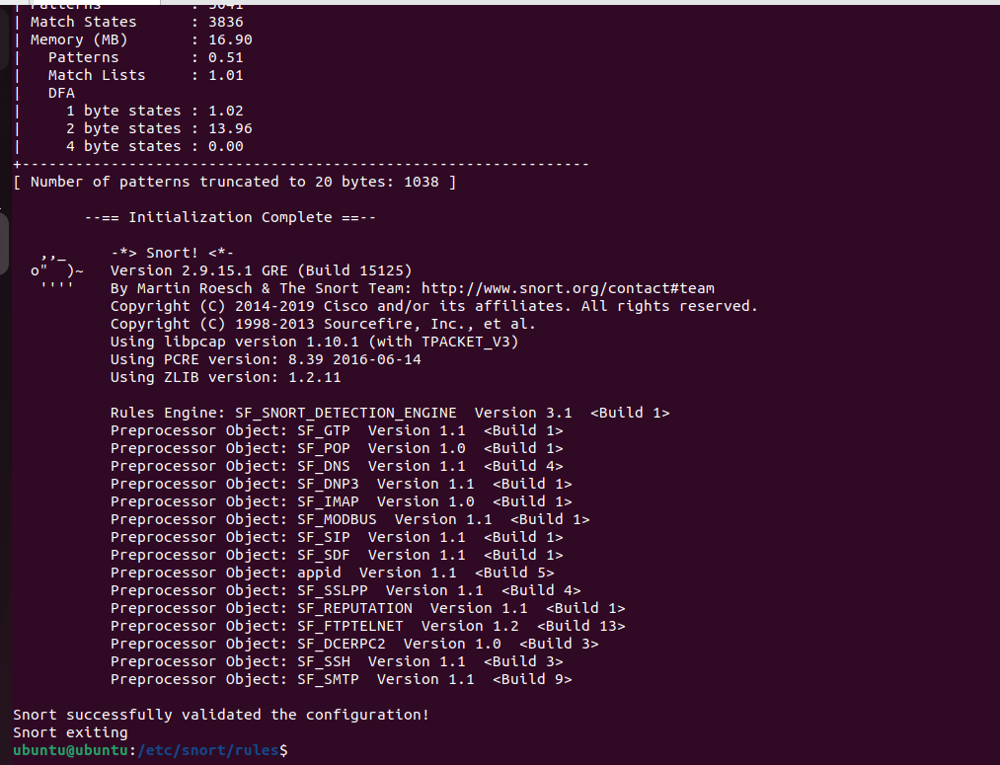 | Match States      : 3836
| Memory (MB)       : 16.90
|   Patterns        : 0.51
|   Match Lists     : 1.01
|   DFA
|     1 byte states : 1.02
|     2 byte states : 13.96
|     4 byte states : 0.00
+----------------------------------------------------------------
[ Number of patterns truncated to 20 bytes: 1038 ]
        --== Initialization Complete ==--
   ,,_     -*> Snort! <*-
  o"  )~   Version 2.9.15.1 GRE (Build 15125)
   ''''    By Martin Roesch & The Snort Team: http://www.snort.org/contact#team
           Copyright (C) 2014-2019 Cisco and/or its affiliates. All rights reserved.
           Copyright (C) 1998-2013 Sourcefire, Inc., et al.
           Using libpcap version 1.10.1 (with TPACKET_V3)
           Using PCRE version: 8.39 2016-06-14
           Using ZLIB version: 1.2.11
           Rules Engine: SF_SNORT_DETECTION_ENGINE  Version 3.1  <Build 1>
           Preprocessor Object: SF_GTP  Version 1.1  <Build 1>
           Preprocessor Object: SF_POP  Version 1.0  <Build 1>
           Preprocessor Object: SF_DNS  Version 1.1  <Build 4>
           Preprocessor Object: SF_DNP3  Version 1.1  <Build 1>
           Preprocessor Object: SF_IMAP  Version 1.0  <Build 1>
           Preprocessor Object: SF_MODBUS  Version 1.1  <Build 1>
           Preprocessor Object: SF_SIP  Version 1.1  <Build 1>
           Preprocessor Object: SF_SDF  Version 1.1  <Build 1>
           Preprocessor Object: appid  Version 1.1  <Build 5>
           Preprocessor Object: SF_SSLPP  Version 1.1  <Build 4>
           Preprocessor Object: SF_REPUTATION  Version 1.1  <Build 1>
           Preprocessor Object: SF_FTPTELNET  Version 1.2  <Build 13>
           Preprocessor Object: SF_DCERPC2  Version 1.0  <Build 3>
           Preprocessor Object: SF_SSH  Version 1.1  <Build 3>
           Preprocessor Object: SF_SMTP  Version 1.1  <Build 9>
Snort successfully validated the configuration!
Snort exiting
ubuntu@ubuntu:/etc/snort/rules$